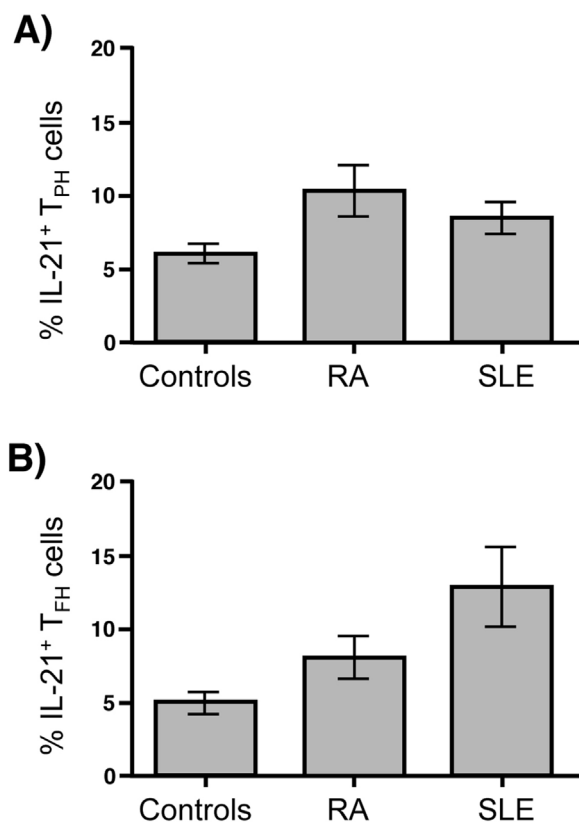 A)
% IL-21⁺ T_PH cells
20
15
10
5
0
Controls RA SLE
B)
% IL-21⁺ T_FH cells
20
15
10
5
0
Controls RA SLE